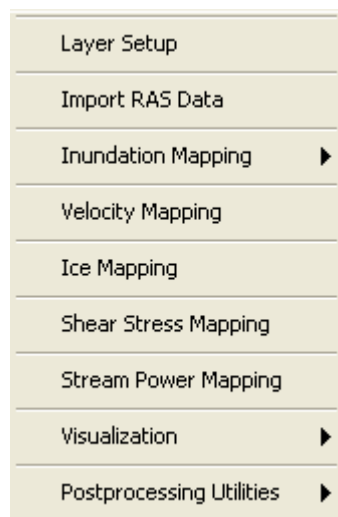 Layer Setup
Import RAS Data
Inundation Mapping
Velocity Mapping
Ice Mapping
Shear Stress Mapping
Stream Power Mapping
Visualization
Postprocessing Utilities